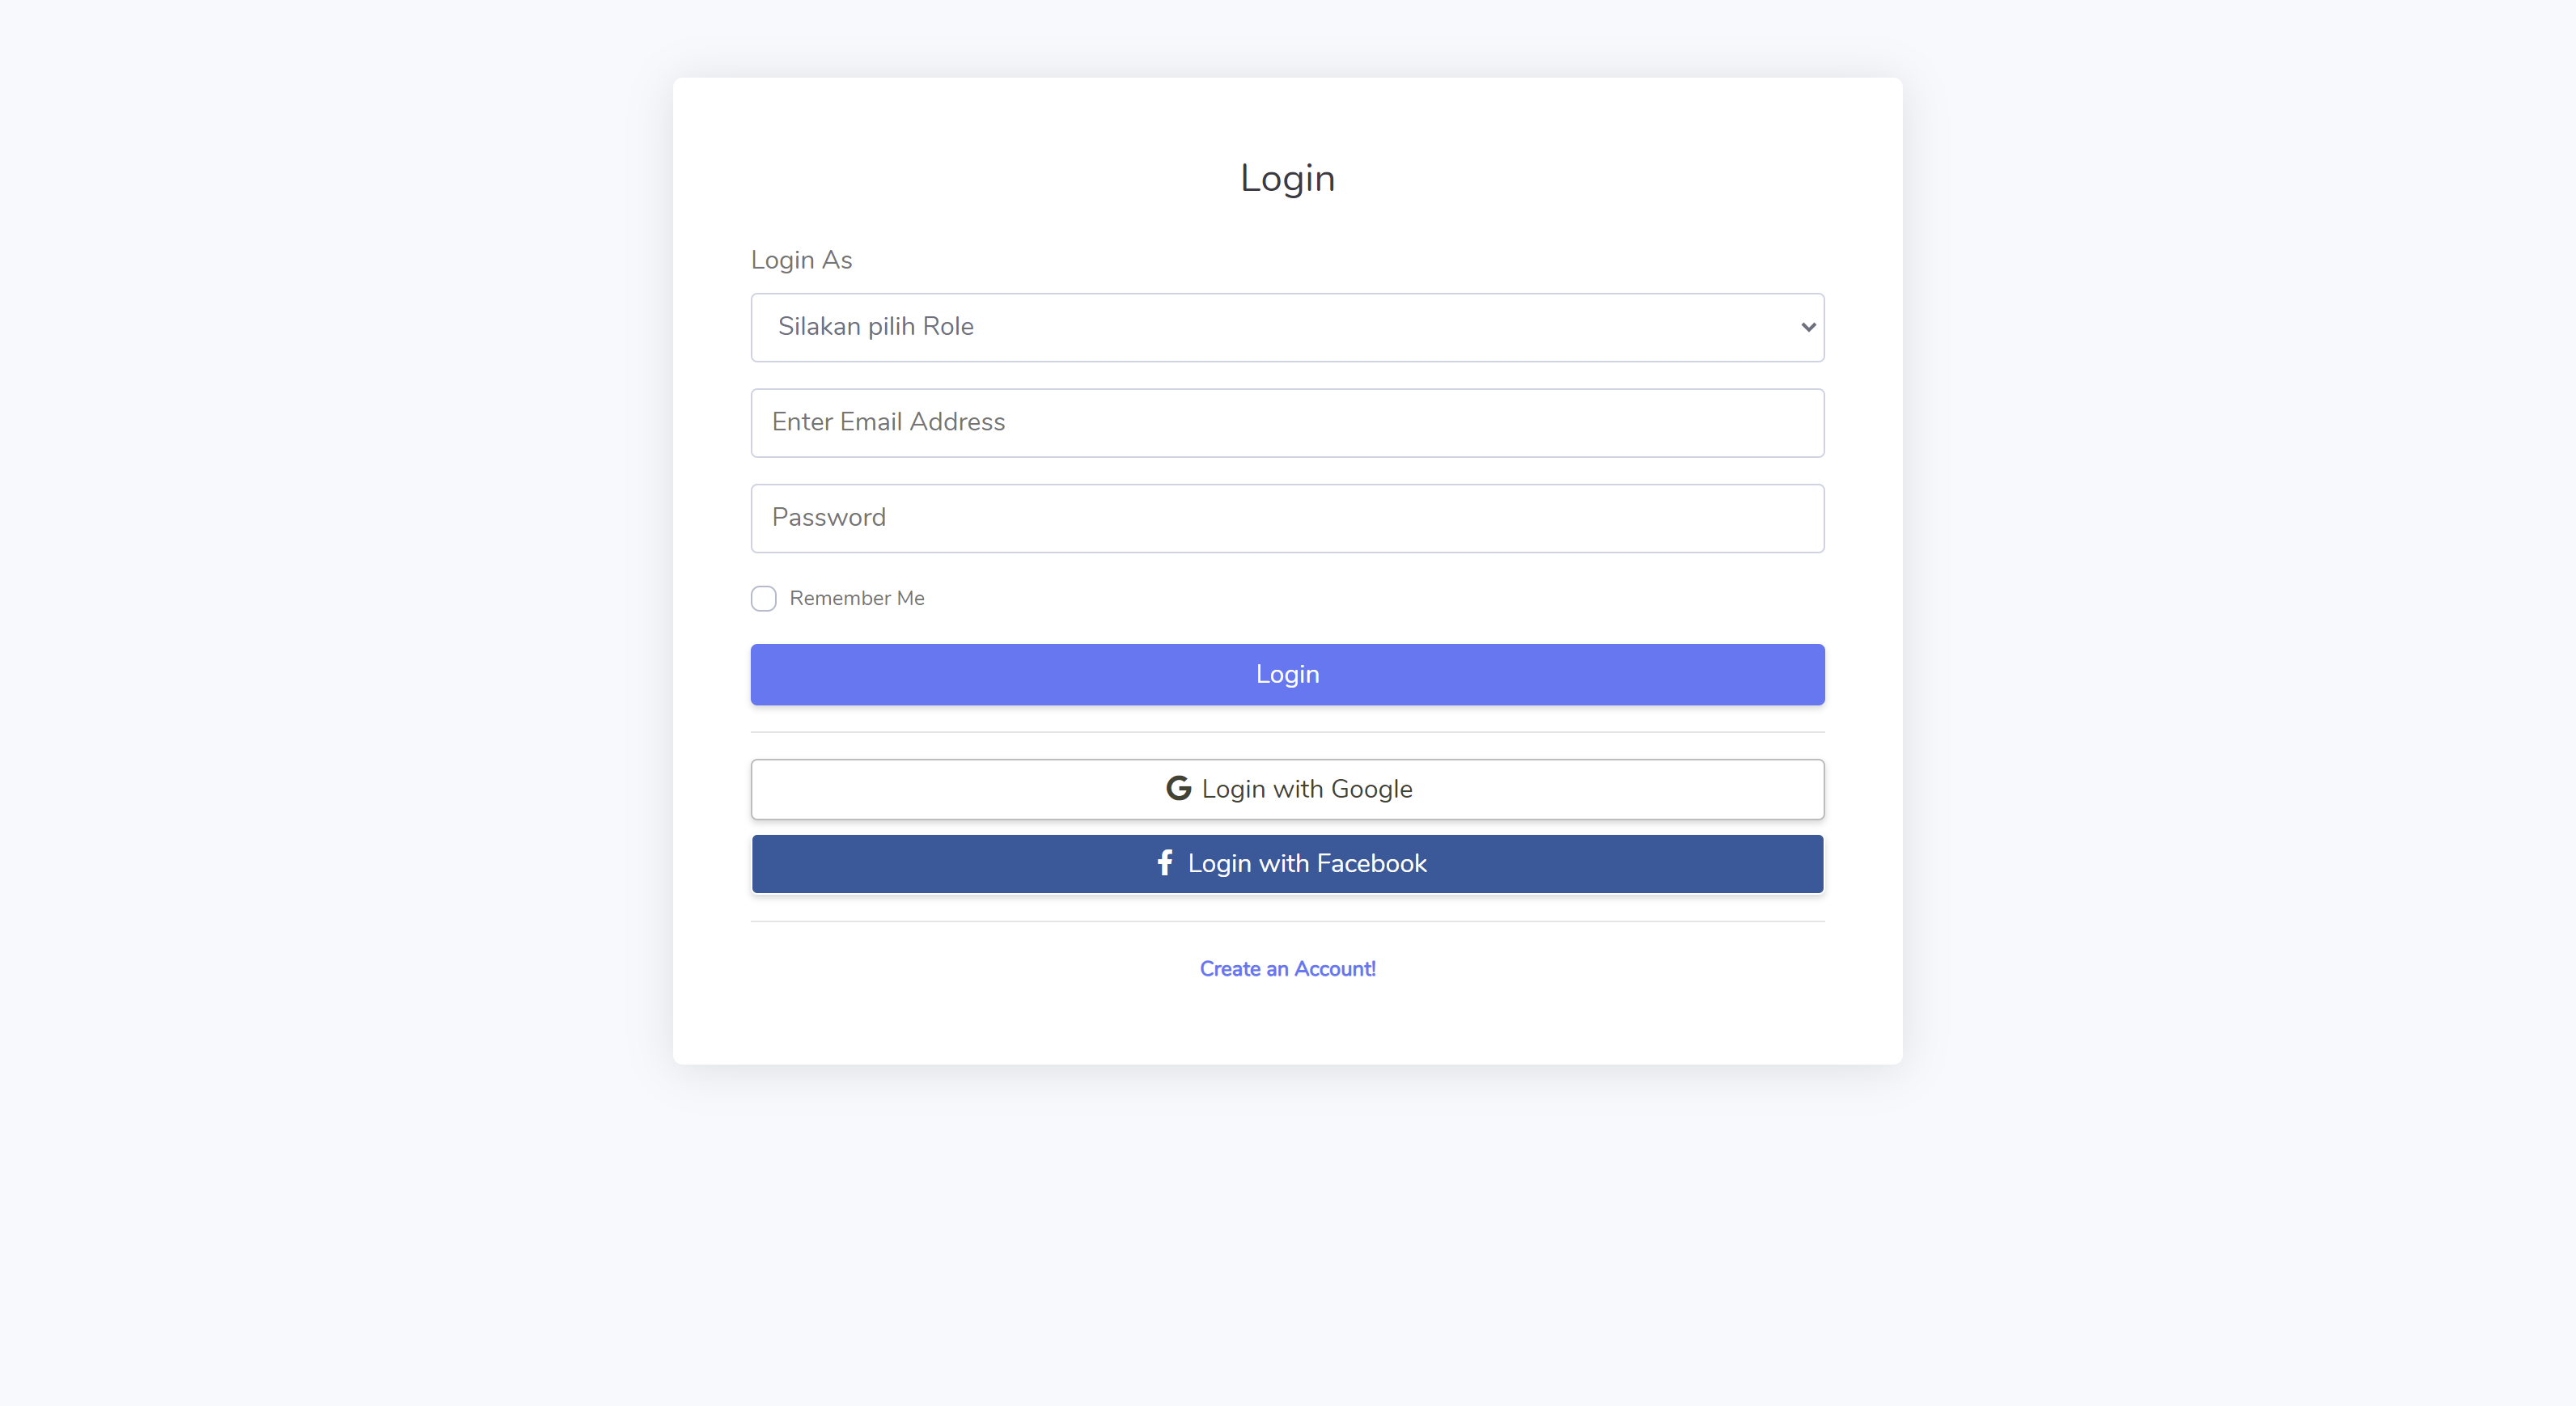 Login
Login As
Silakan pilih Role
Enter Email Address
Password
Remember Me
Login
Login with Google
Login with Facebook
Create an Account!